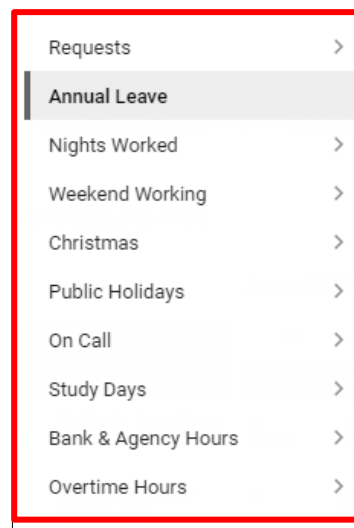 Requests
Annual Leave
Nights Worked
Weekend Working
Christmas
Public Holidays
On Call
Study Days
Bank & Agency Hours
Overtime Hours